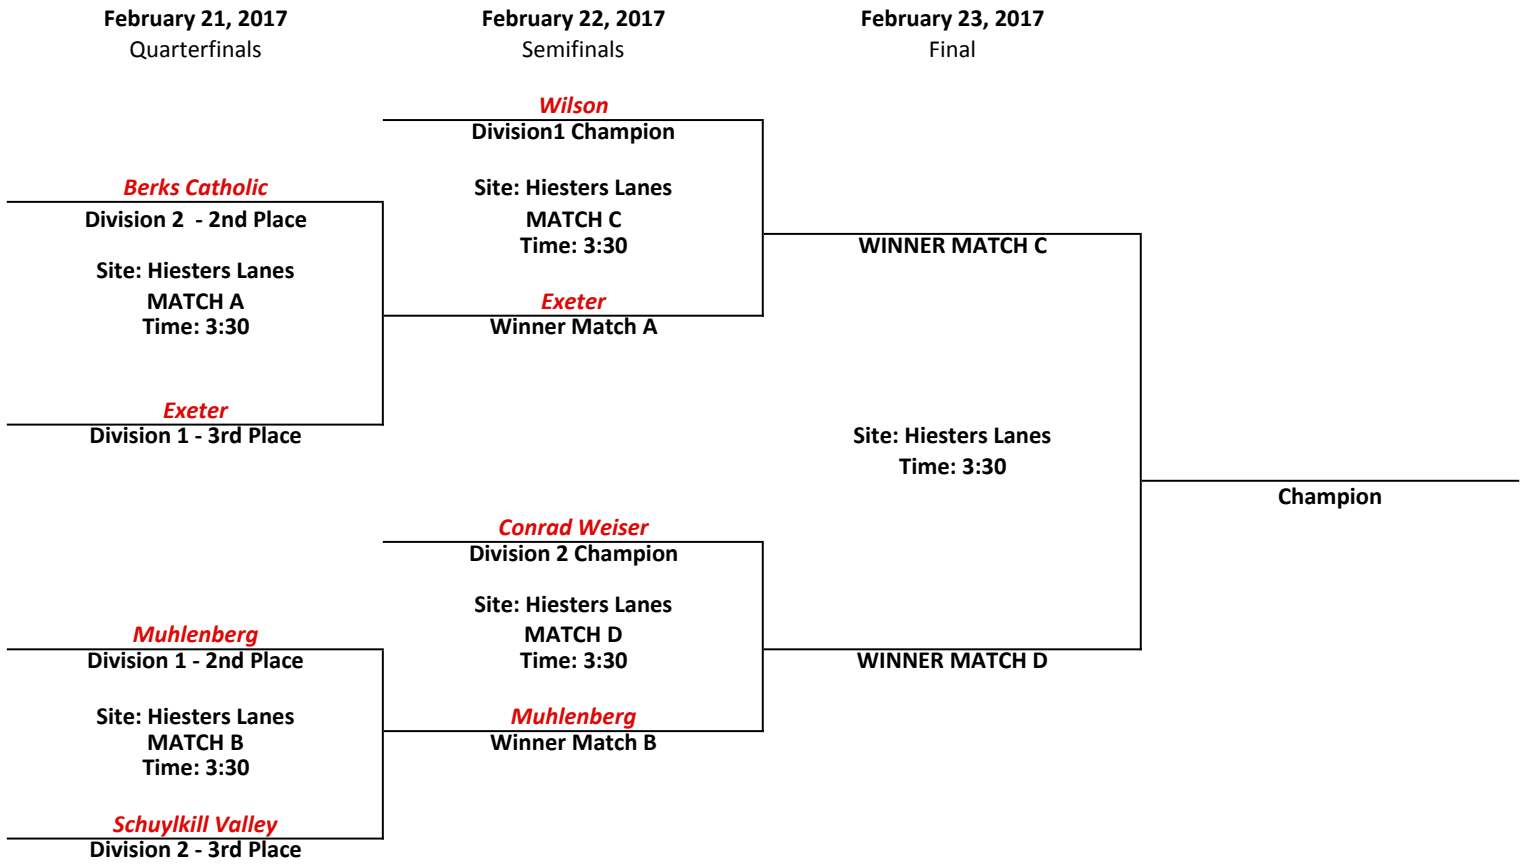 February 21, 2017
Quarterfinals
February 22, 2017
Semifinals
February 23, 2017
Final
Wilson
Division1 Champion
Berks Catholic
Division 2  - 2nd Place
Site: Hiesters Lanes
MATCH A
Time: 3:30
Exeter
Division 1 - 3rd Place
Site: Hiesters Lanes
MATCH C
Time: 3:30
Exeter
Winner Match A
WINNER MATCH C
Site: Hiesters Lanes
Time: 3:30
Champion
Conrad Weiser
Division 2 Champion
Site: Hiesters Lanes
MATCH D
Time: 3:30
Muhlenberg
Winner Match B
WINNER MATCH D
Muhlenberg
Division 1 - 2nd Place
Site: Hiesters Lanes
MATCH B
Time: 3:30
Schuylkill Valley
Division 2 - 3rd Place